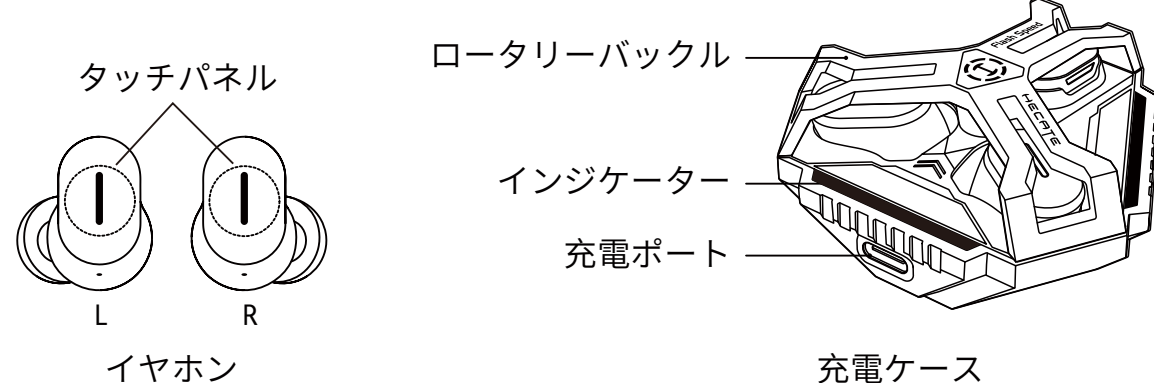 タッチパネル
L
R
イヤホン
ロータリーバックル
インジケーター
充電ポート
Flash Speed
HECATE
充電ケース